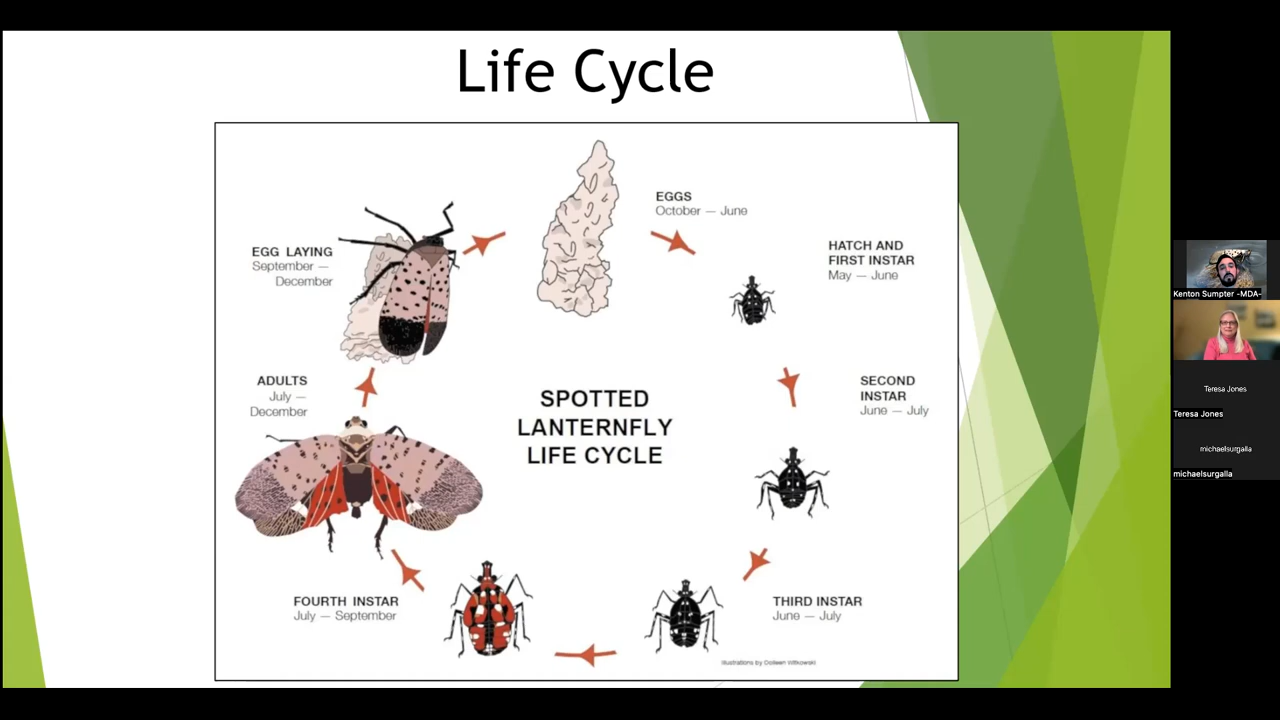 Life Cycle
EGGS
October — June
HATCH AND
FIRST INSTAR
May — June
SECOND
INSTAR
June — July
THIRD INSTAR
June — July
FOURTH INSTAR
July — September
ADULTS
July —
December
EGG LAYING
September —
December
SPOTTED
LANTERNFLY
LIFE CYCLE
Illustrations by Colleen Witkowski
Kenton Sumpter -MDA-
Teresa Jones
Teresa Jones
michaelsurgalla
michaelsurgalla